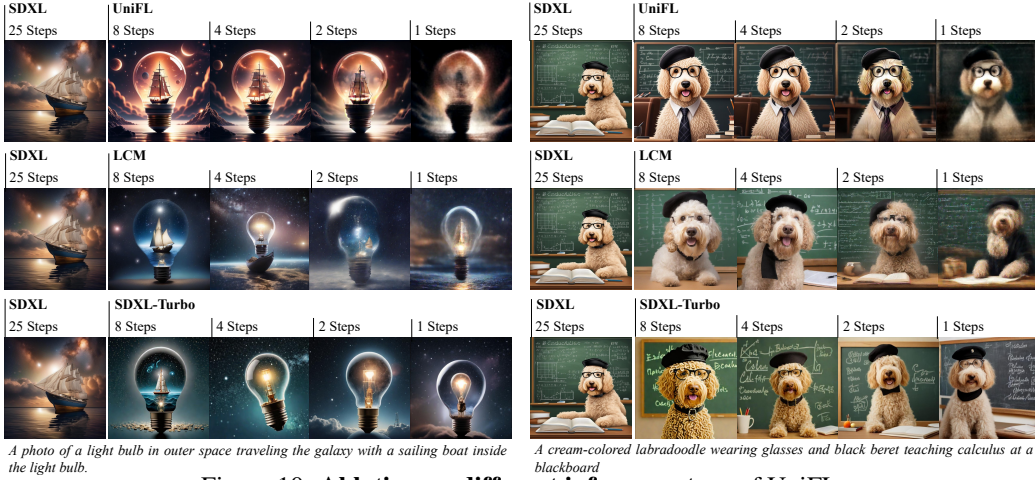 SDXL UniFL
25 Steps 8 Steps 4 Steps 2 Steps 1 Steps
SDXL LCM
25 Steps 8 Steps 4 Steps 2 Steps 1 Steps
SDXL SDXL-Turbo
25 Steps 8 Steps 4 Steps 2 Steps 1 Steps
A photo of a light bulb in outer space traveling the galaxy with a sailing boat inside
the light bulb.
SDXL UniFL
25 Steps 8 Steps 4 Steps 2 Steps 1 Steps
SDXL LCM
25 Steps 8 Steps 4 Steps 2 Steps 1 Steps
SDXL SDXL-Turbo
25 Steps 8 Steps 4 Steps 2 Steps 1 Steps
A cream-colored labradoodle wearing glasses and black beret teaching calculus at a
blackboard